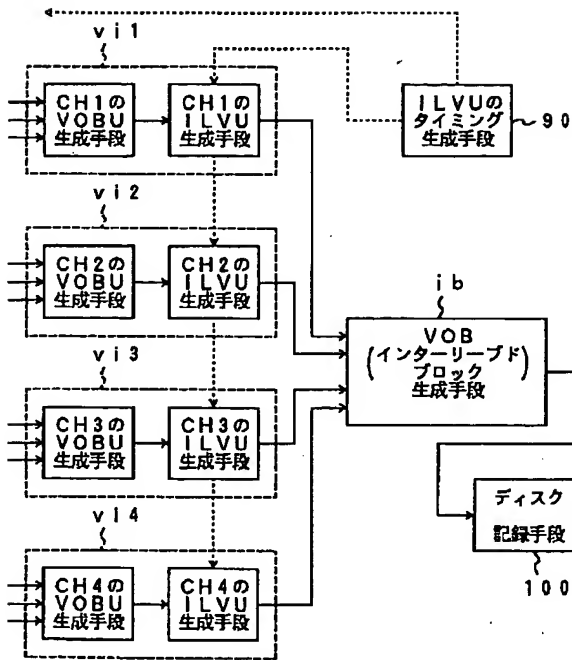 vi1
CH1の
VOBU
生成手段
CH1の
ILVU
生成手段
ILVUの
タイミング
生成手段
90
vi2
CH2の
VOBU
生成手段
CH2の
ILVU
生成手段
ib
VOB
(インターリーブド
ブロック)
生成手段
vi3
CH3の
VOBU
生成手段
CH3の
ILVU
生成手段
ディスク
記録手段
100
vi4
CH4の
VOBU
生成手段
CH4の
ILVU
生成手段